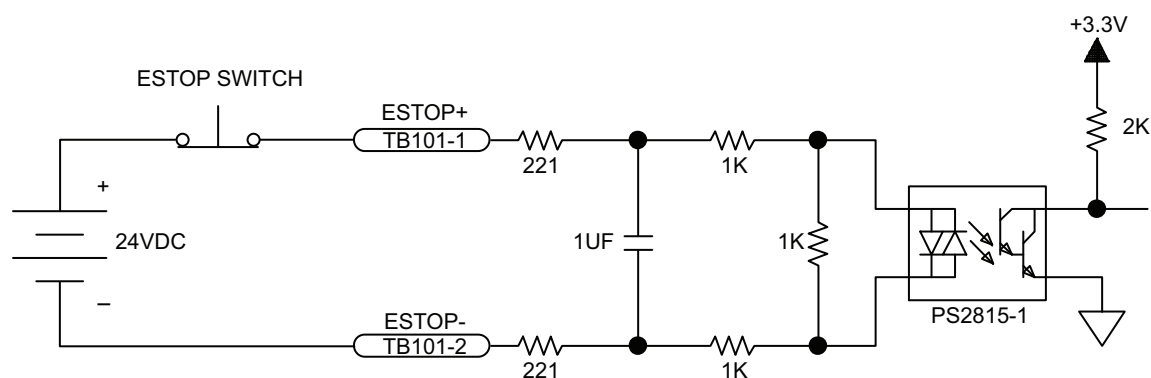 +3.3V
ESTOP SWITCH
ESTOP+
TB101-1
2K
221
1K
+
24VDC
1UF
1K
–
PS2815-1
ESTOP-
TB101-2
221
1K